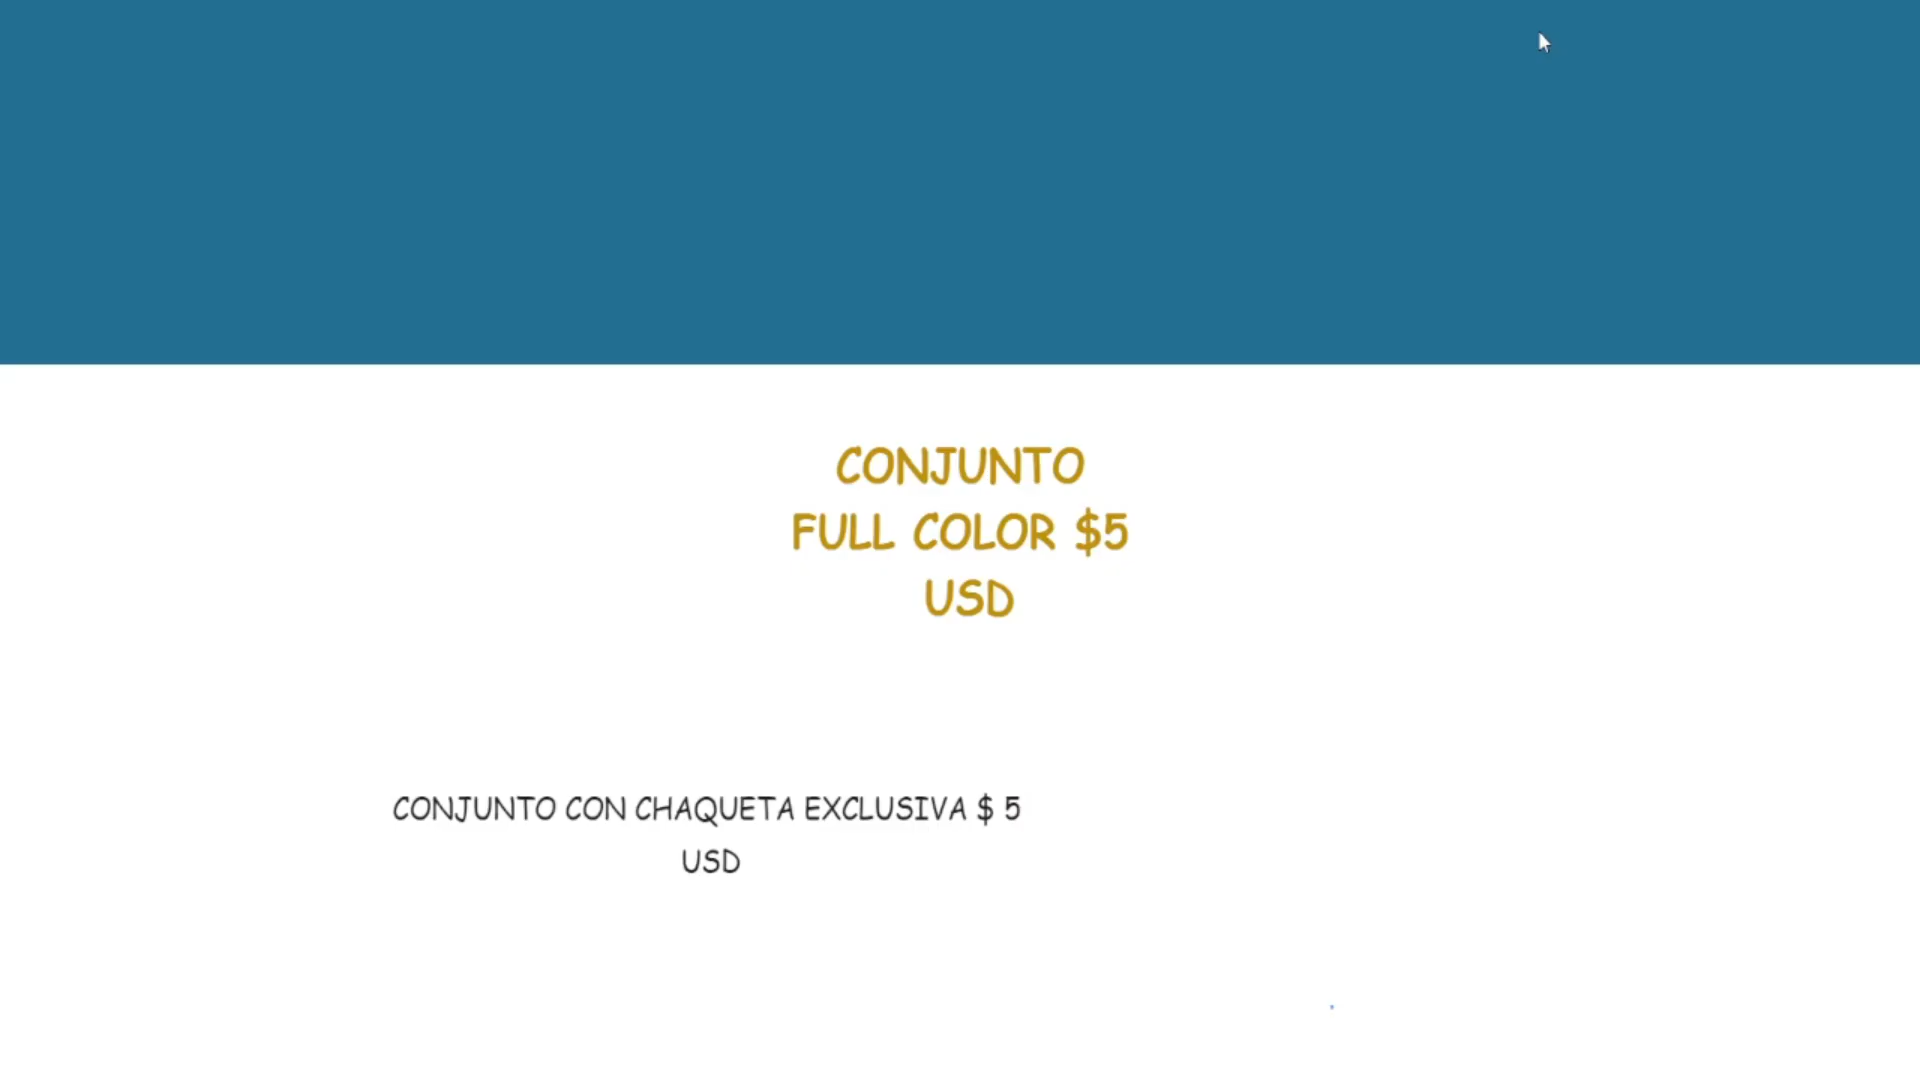 CONJUNTO
FULL COLOR $5
USD
CONJUNTO CON CHAQUETA EXCLUSIVA $ 5
USD